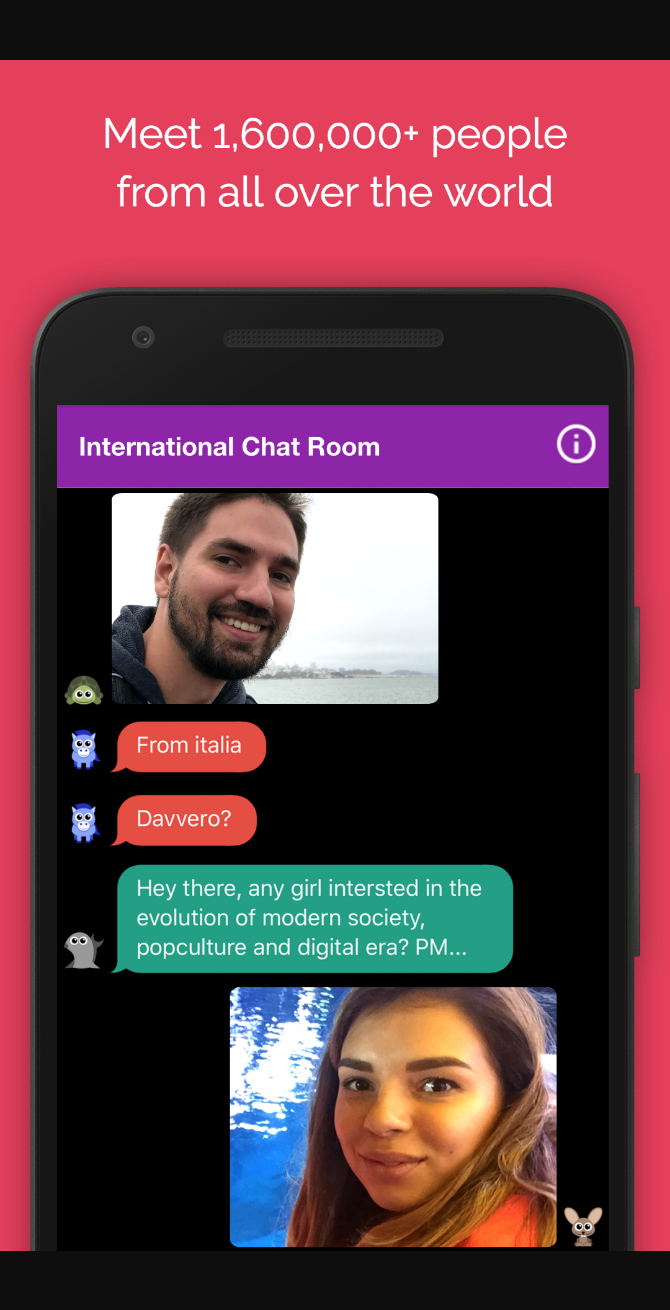 Meet 1,600,000+ people
from all over the world
International Chat Room
From italia
Davvero?
Hey there, any girl intersted in the
evolution of modern society,
popculture and digital era? PM...